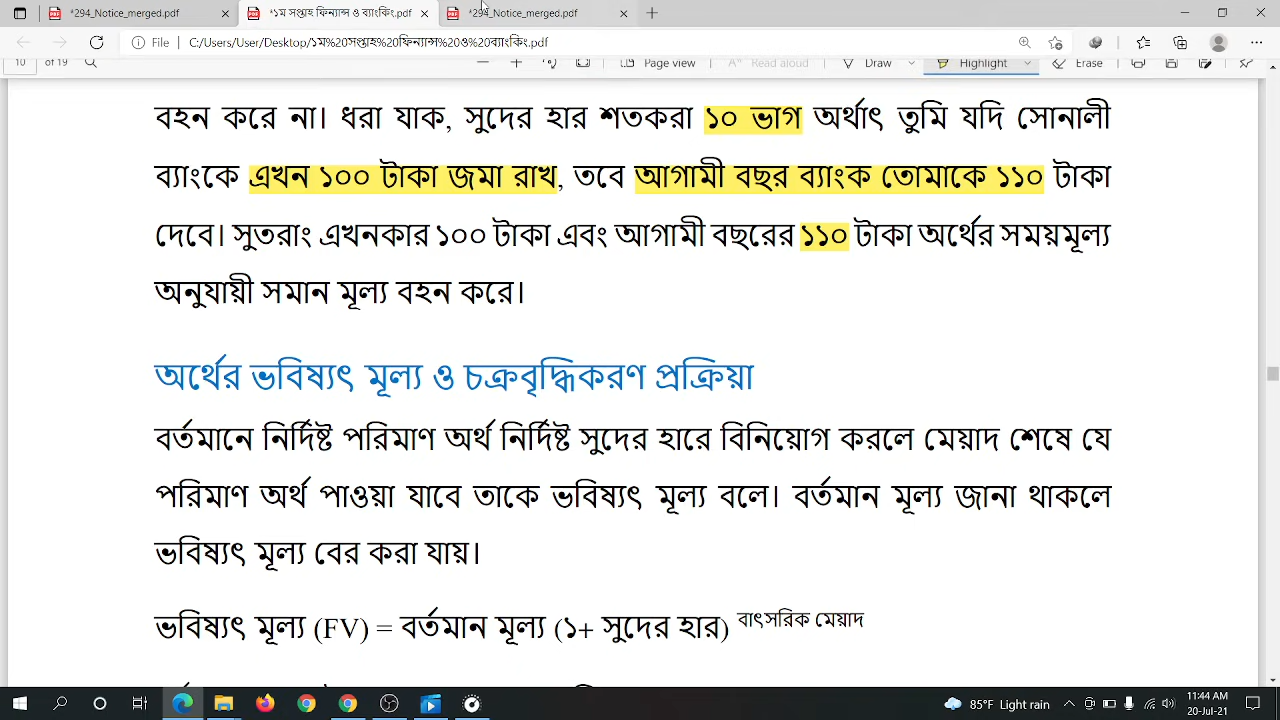 *294_Notice_merged.pdf
*১ম সপ্তাহ ফিন্যান্স ও ব্যাংকিং.pdf
*294_Notice_merged.pdf
File | C:/Users/User/Desktop/১ম%20সপ্তাহ%20ফিন্যান্স%20ও%20ব্যাংকিং.pdf
10 of 19 Page view Read aloud Draw Highlight Erase
বহন করে না। ধরা যাক, সুদের হার শতকরা ১০ ভাগ অর্থাৎ তুমি যদি সোনালী
ব্যাংকে এখন ১০০ টাকা জমা রাখ, তবে আগামী বছর ব্যাংক তোমাকে ১১০ টাকা
দেবে। সুতরাং এখনকার ১০০ টাকা এবং আগামী বছরের ১১০ টাকা অর্থের সময়মূল্য
অনুযায়ী সমান মূল্য বহন করে।
অর্থের ভবিষ্যৎ মূল্য ও চক্রবৃদ্ধিকরণ প্রক্রিয়া
বর্তমানে নির্দিষ্ট পরিমাণ অর্থ নির্দিষ্ট সুদের হারে বিনিয়োগ করলে মেয়াদ শেষে যে
পরিমাণ অর্থ পাওয়া যাবে তাকে ভবিষ্যৎ মূল্য বলে। বর্তমান মূল্য জানা থাকলে
ভবিষ্যৎ মূল্য বের করা যায়।
ভবিষ্যৎ মূল্য (FV) = বর্তমান মূল্য (১+ সুদের হার) বাৎসরিক মেয়াদ
85°F Light rain
11:44 AM
20-Jul-21